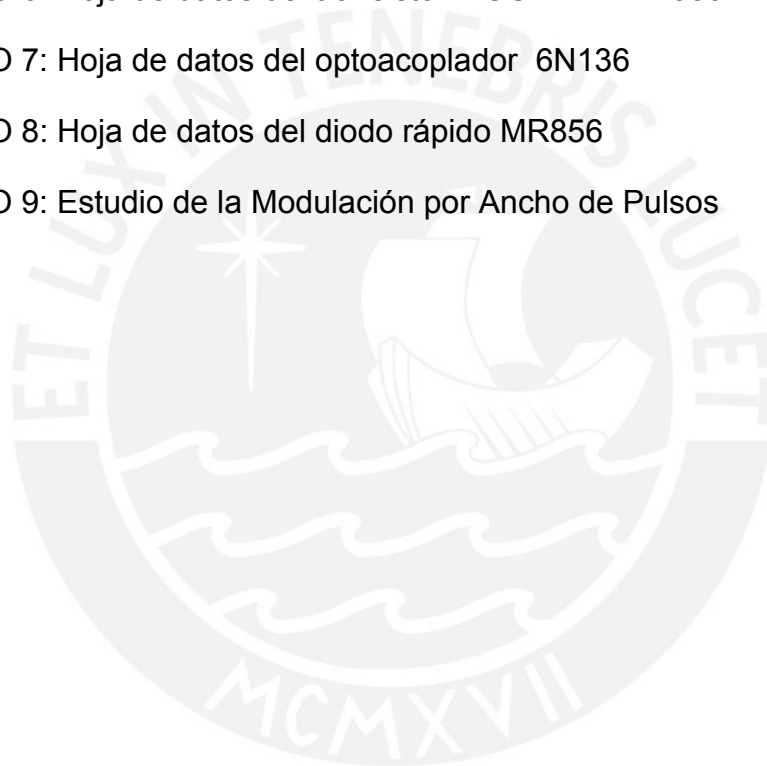 O 7: Hoja de datos del optoacoplador 6N136
O 8: Hoja de datos del diodo rápido MR856
O 9: Estudio de la Modulación por Ancho de Pulsos
ET LUX IN TENEBRIS LUCET
MCMXVII